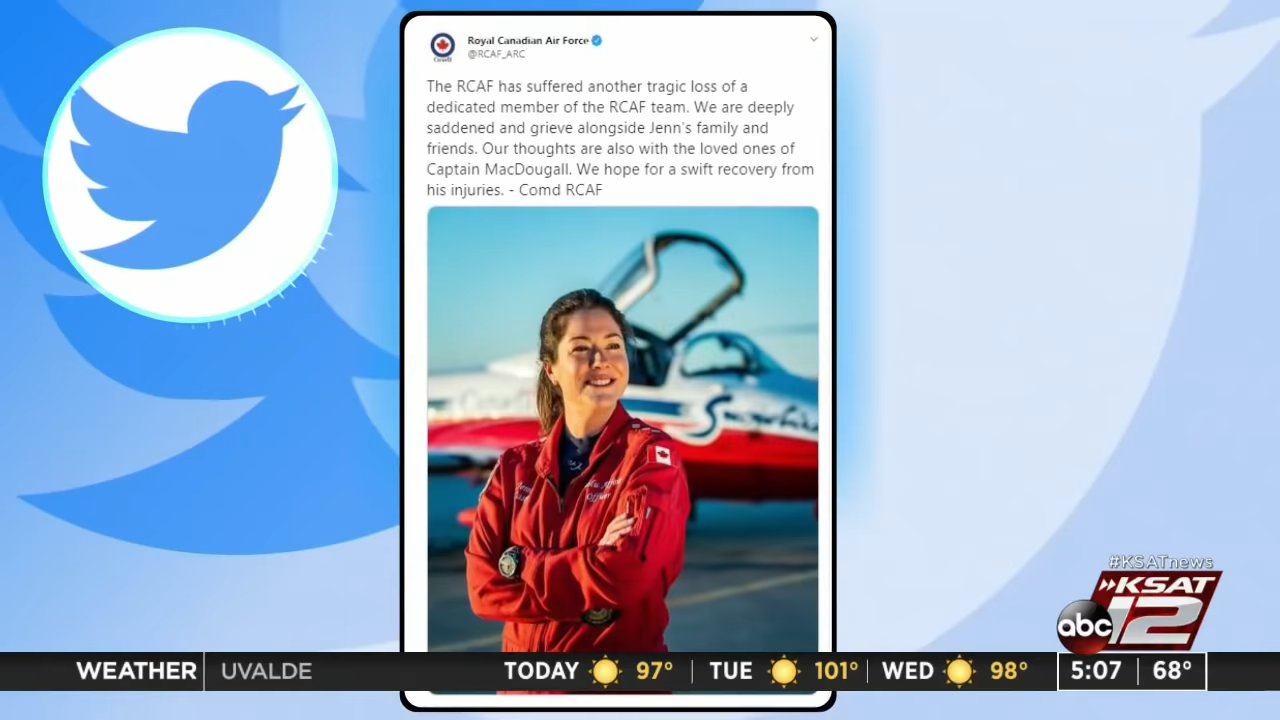 Royal Canadian Air Force
@RCAF_ARC
The RCAF has suffered another tragic loss of a
dedicated member of the RCAF team. We are deeply
saddened and grieve alongside Jenn's family and
friends. Our thoughts are also with the loved ones of
Captain MacDougall. We hope for a swift recovery from
his injuries. - Comd RCAF
#KSATnews
KSAT
abc 12
WEATHER UVALDE TODAY 97° TUE 101° WED 98° 5:07 68°